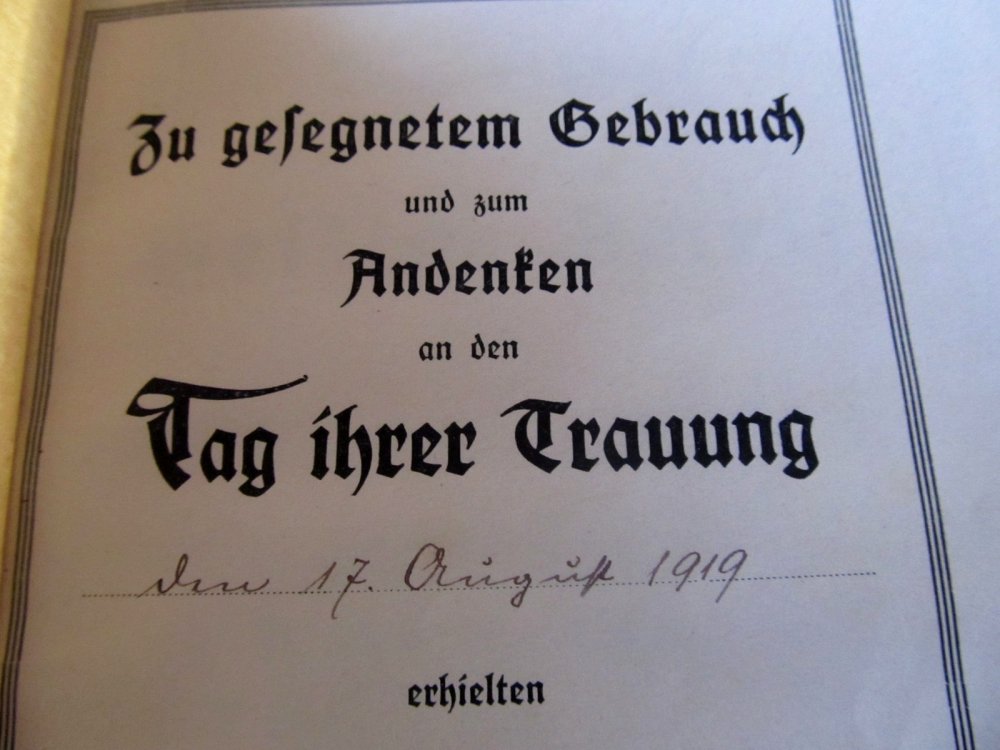 Zu gesegnetem Gebrauch
und zum
Andenken
an den
Tag ihrer Trauung
den 17. August 1919
erhielten